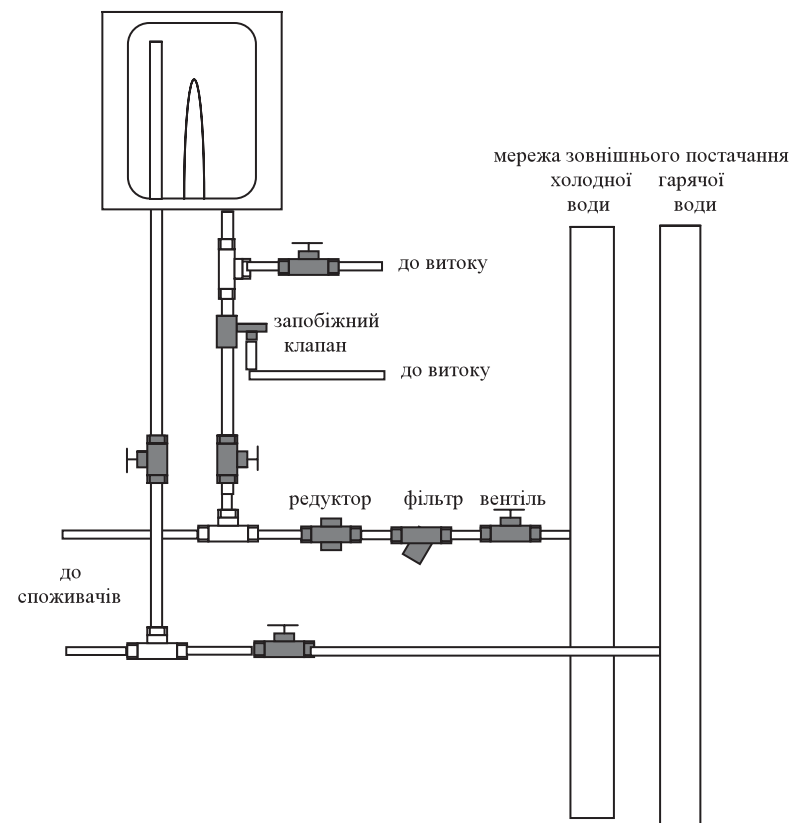 мережа зовнішнього постачання
холодної гарячої
води води
до витоку
запобіжний
клапан
до витоку
редуктор фільтр вентіль
до
споживачів